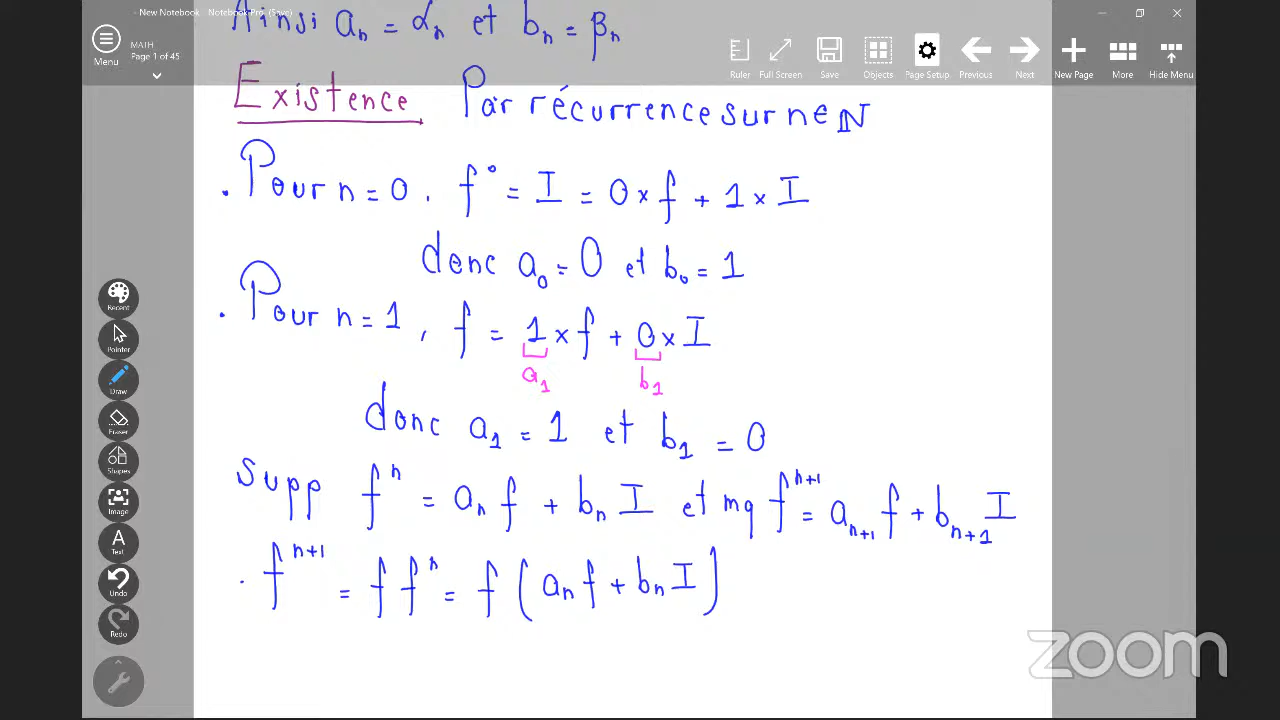 - New Notebook - Notebook Pro (Save)
Menu
MATH
Page 1 of 45
Ruler
Full Screen
Save
Objects
Page Setup
Previous
Next
New Page
More
Hide Menu
Recent
Pointer
Draw
Eraser
Shapes
Image
A
Text
Undo
Redo
Ainsi aₙ = αₙ et bₙ = βₙ
Existence Par récurrence sur n ∈ ℕ
. Pour n = 0 . f⁰ = I = 0 × f + 1 × I
donc a₀ = 0 et b₀ = 1
. Pour n = 1 , f = 1 × f + 0 × I
a₁ b₁
donc a₁ = 1 et b₁ = 0
Supp fⁿ = aₙ f + bₙ I et mq fⁿ⁺¹ = aₙ₊₁ f + bₙ₊₁ I
. fⁿ⁺¹ = f fⁿ = f ( aₙ f + bₙ I )
zoom